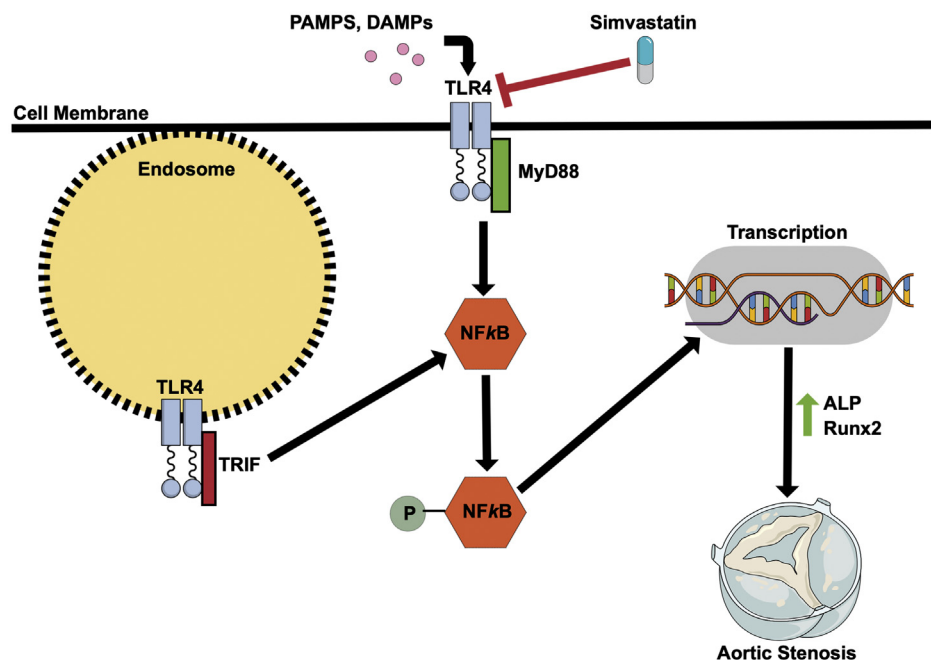 PAMPS, DAMPs
Simvastatin
TLR4
Cell Membrane
Endosome
MyD88
Transcription
NFkB
TLR4
ALP
Runx2
TRIF
P
NFkB
Aortic Stenosis